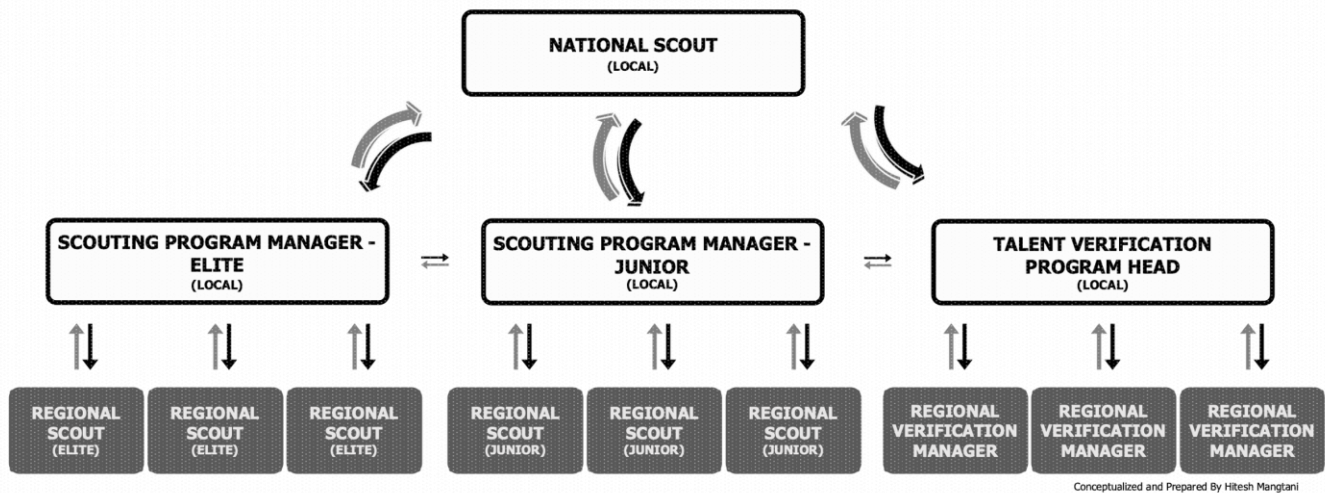 NATIONAL SCOUT
(LOCAL)
SCOUTING PROGRAM MANAGER -
ELITE
(LOCAL)
SCOUTING PROGRAM MANAGER -
JUNIOR
(LOCAL)
TALENT VERIFICATION
PROGRAM HEAD
(LOCAL)
REGIONAL
SCOUT
(ELITE)
REGIONAL
SCOUT
(ELITE)
REGIONAL
SCOUT
(ELITE)
REGIONAL
SCOUT
(JUNIOR)
REGIONAL
SCOUT
(JUNIOR)
REGIONAL
SCOUT
(JUNIOR)
REGIONAL
VERIFICATION
MANAGER
REGIONAL
VERIFICATION
MANAGER
REGIONAL
VERIFICATION
MANAGER
Conceptualized and Prepared By Hitesh Mangtani